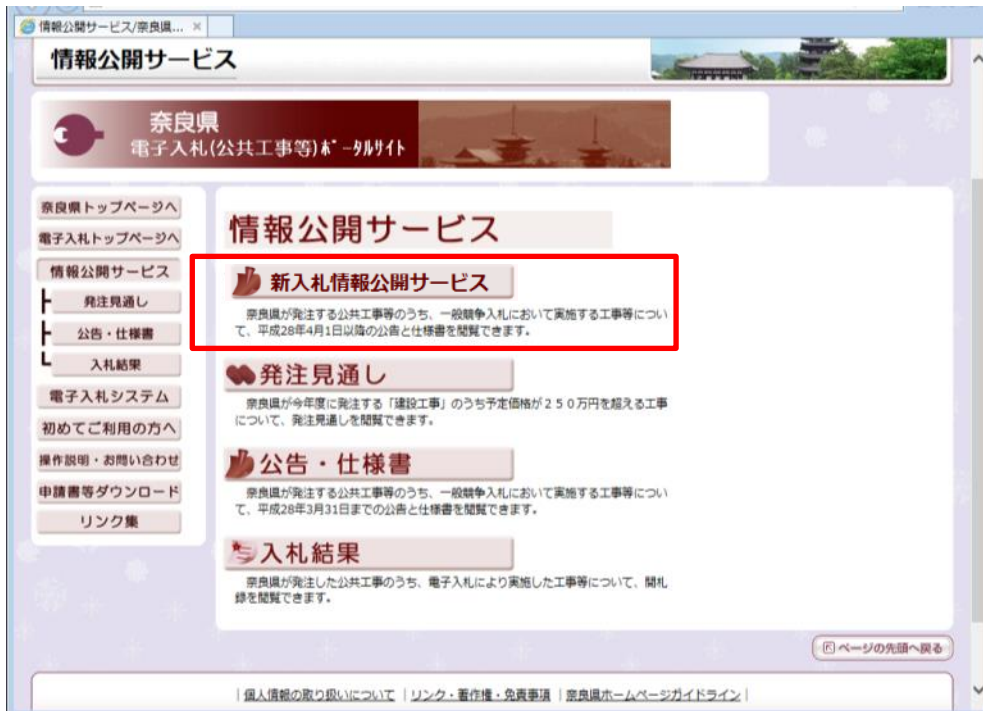 情報公開サービス/奈良県...
情報公開サービス
奈良県
電子入札(公共工事等)ﾎﾟｰﾀﾙｻｲﾄ
奈良県トップページへ
電子入札トップページへ
情報公開サービス
発注見通し
公告・仕様書
入札結果
電子入札システム
初めてご利用の方へ
操作説明・お問い合わせ
申請書等ダウンロード
リンク集
情報公開サービス
新入札情報公開サービス
奈良県が発注する公共工事等のうち、一般競争入札において実施する工事等につい
て、平成28年4月1日以降の公告と仕様書を閲覧できます。
発注見通し
奈良県が今年度に発注する「建設工事」のうち予定価格が２５０万円を超える工事
について、発注見通しを閲覧できます。
公告・仕様書
奈良県が発注する公共工事等のうち、一般競争入札において実施する工事等につい
て、平成28年3月31日までの公告と仕様書を閲覧できます。
入札結果
奈良県が発注した公共工事のうち、電子入札により実施した工事等について、開札
録を閲覧できます。
ページの先頭へ戻る
| 個人情報の取り扱いについて | リンク・著作権・免責事項 | 奈良県ホームページガイドライン |